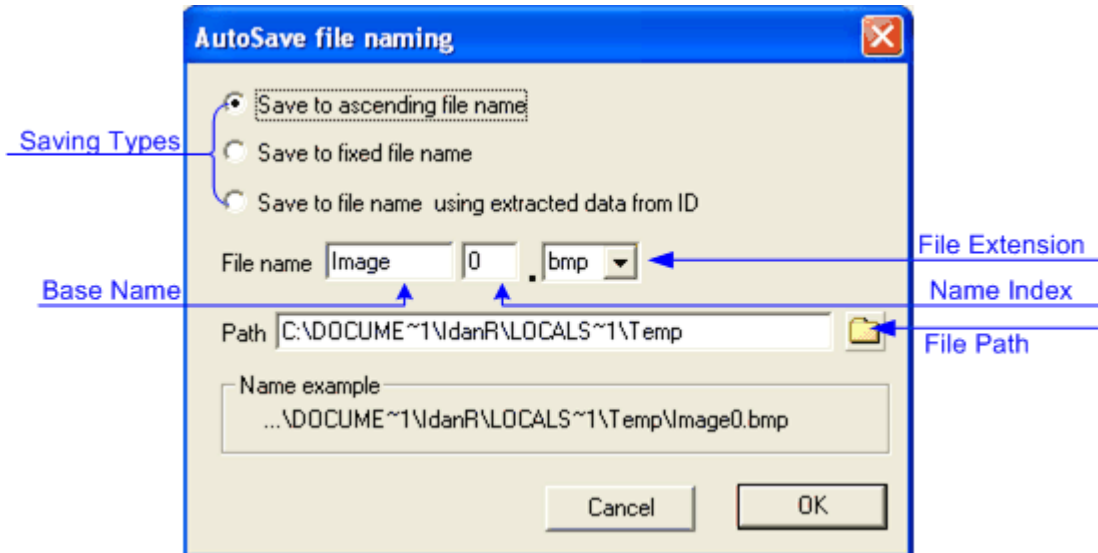 AutoSave file naming
Save to ascending file name
Saving Types
Save to fixed file name
Save to file name using extracted data from ID
File Extension
File name Image 0 . bmp
Base Name
Name Index
Path C:\DOCUME~1\IdanR\LOCALS~1\Temp
File Path
Name example
...\DOCUME~1\IdanR\LOCALS~1\Temp\Image0.bmp
Cancel OK